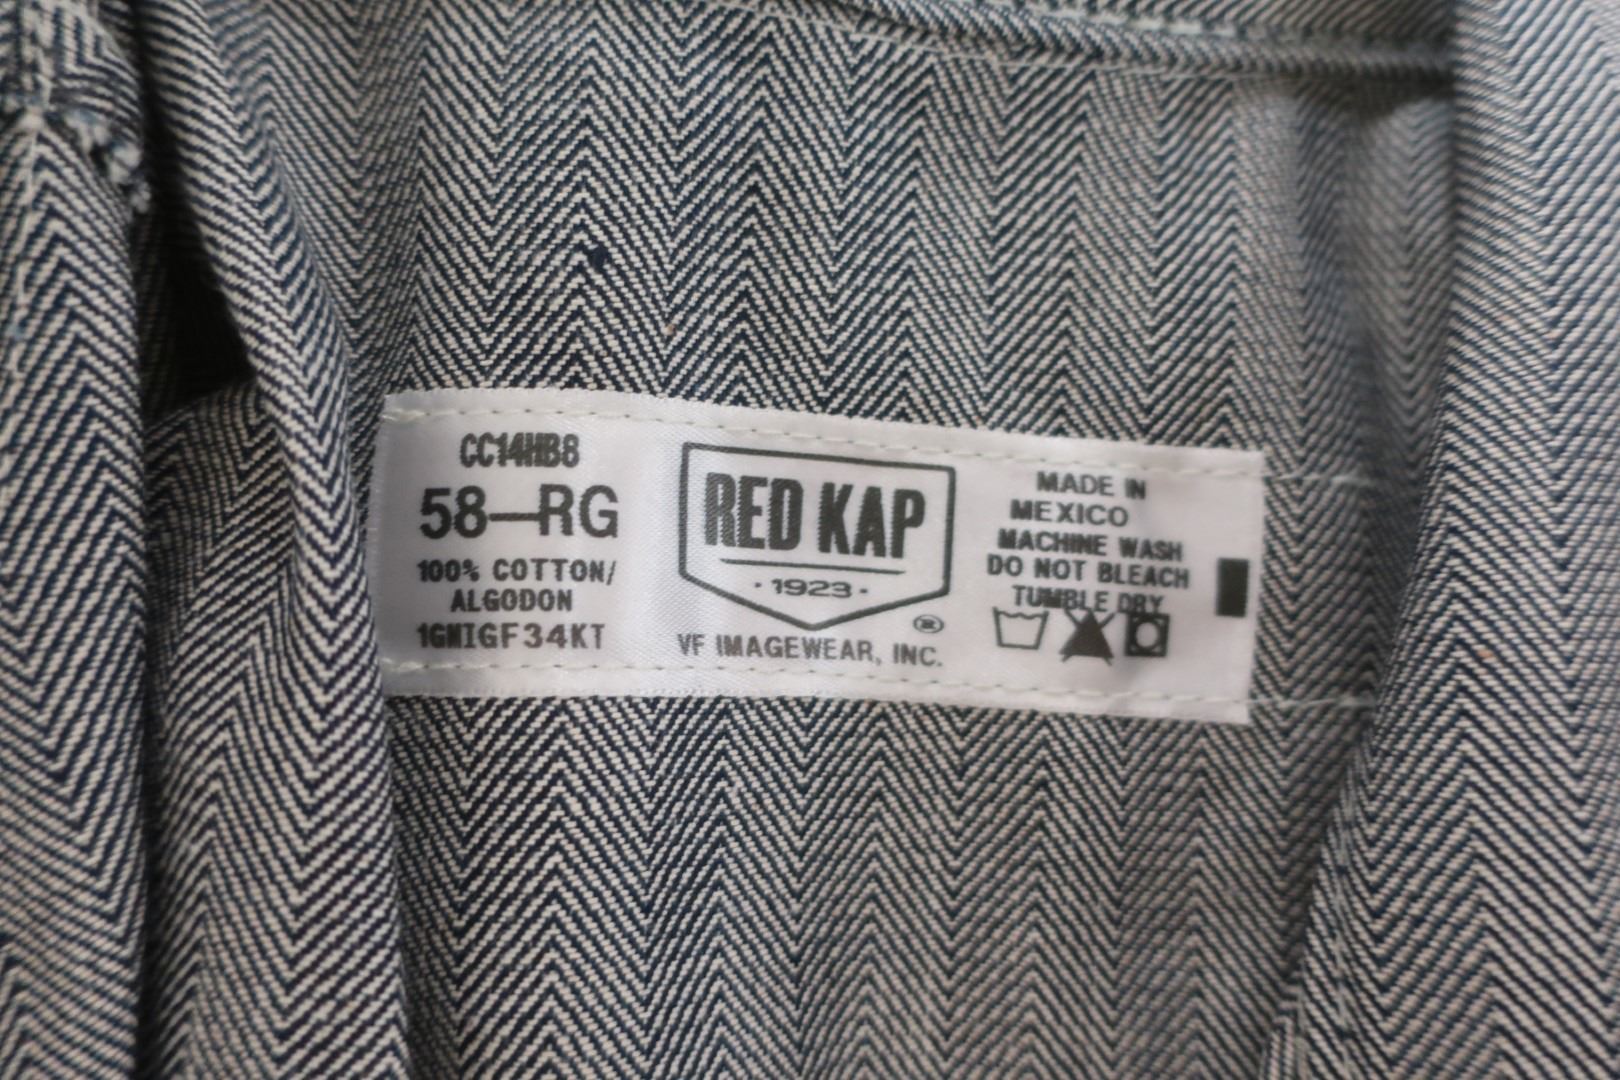 CC14HB8
58-RG
100% COTTON/
ALGODON
1GMIGF34KT
RED KAP
· 1923 ·
®
VF IMAGEWEAR, INC.
MADE IN
MEXICO
MACHINE WASH
DO NOT BLEACH
TUMBLE DRY